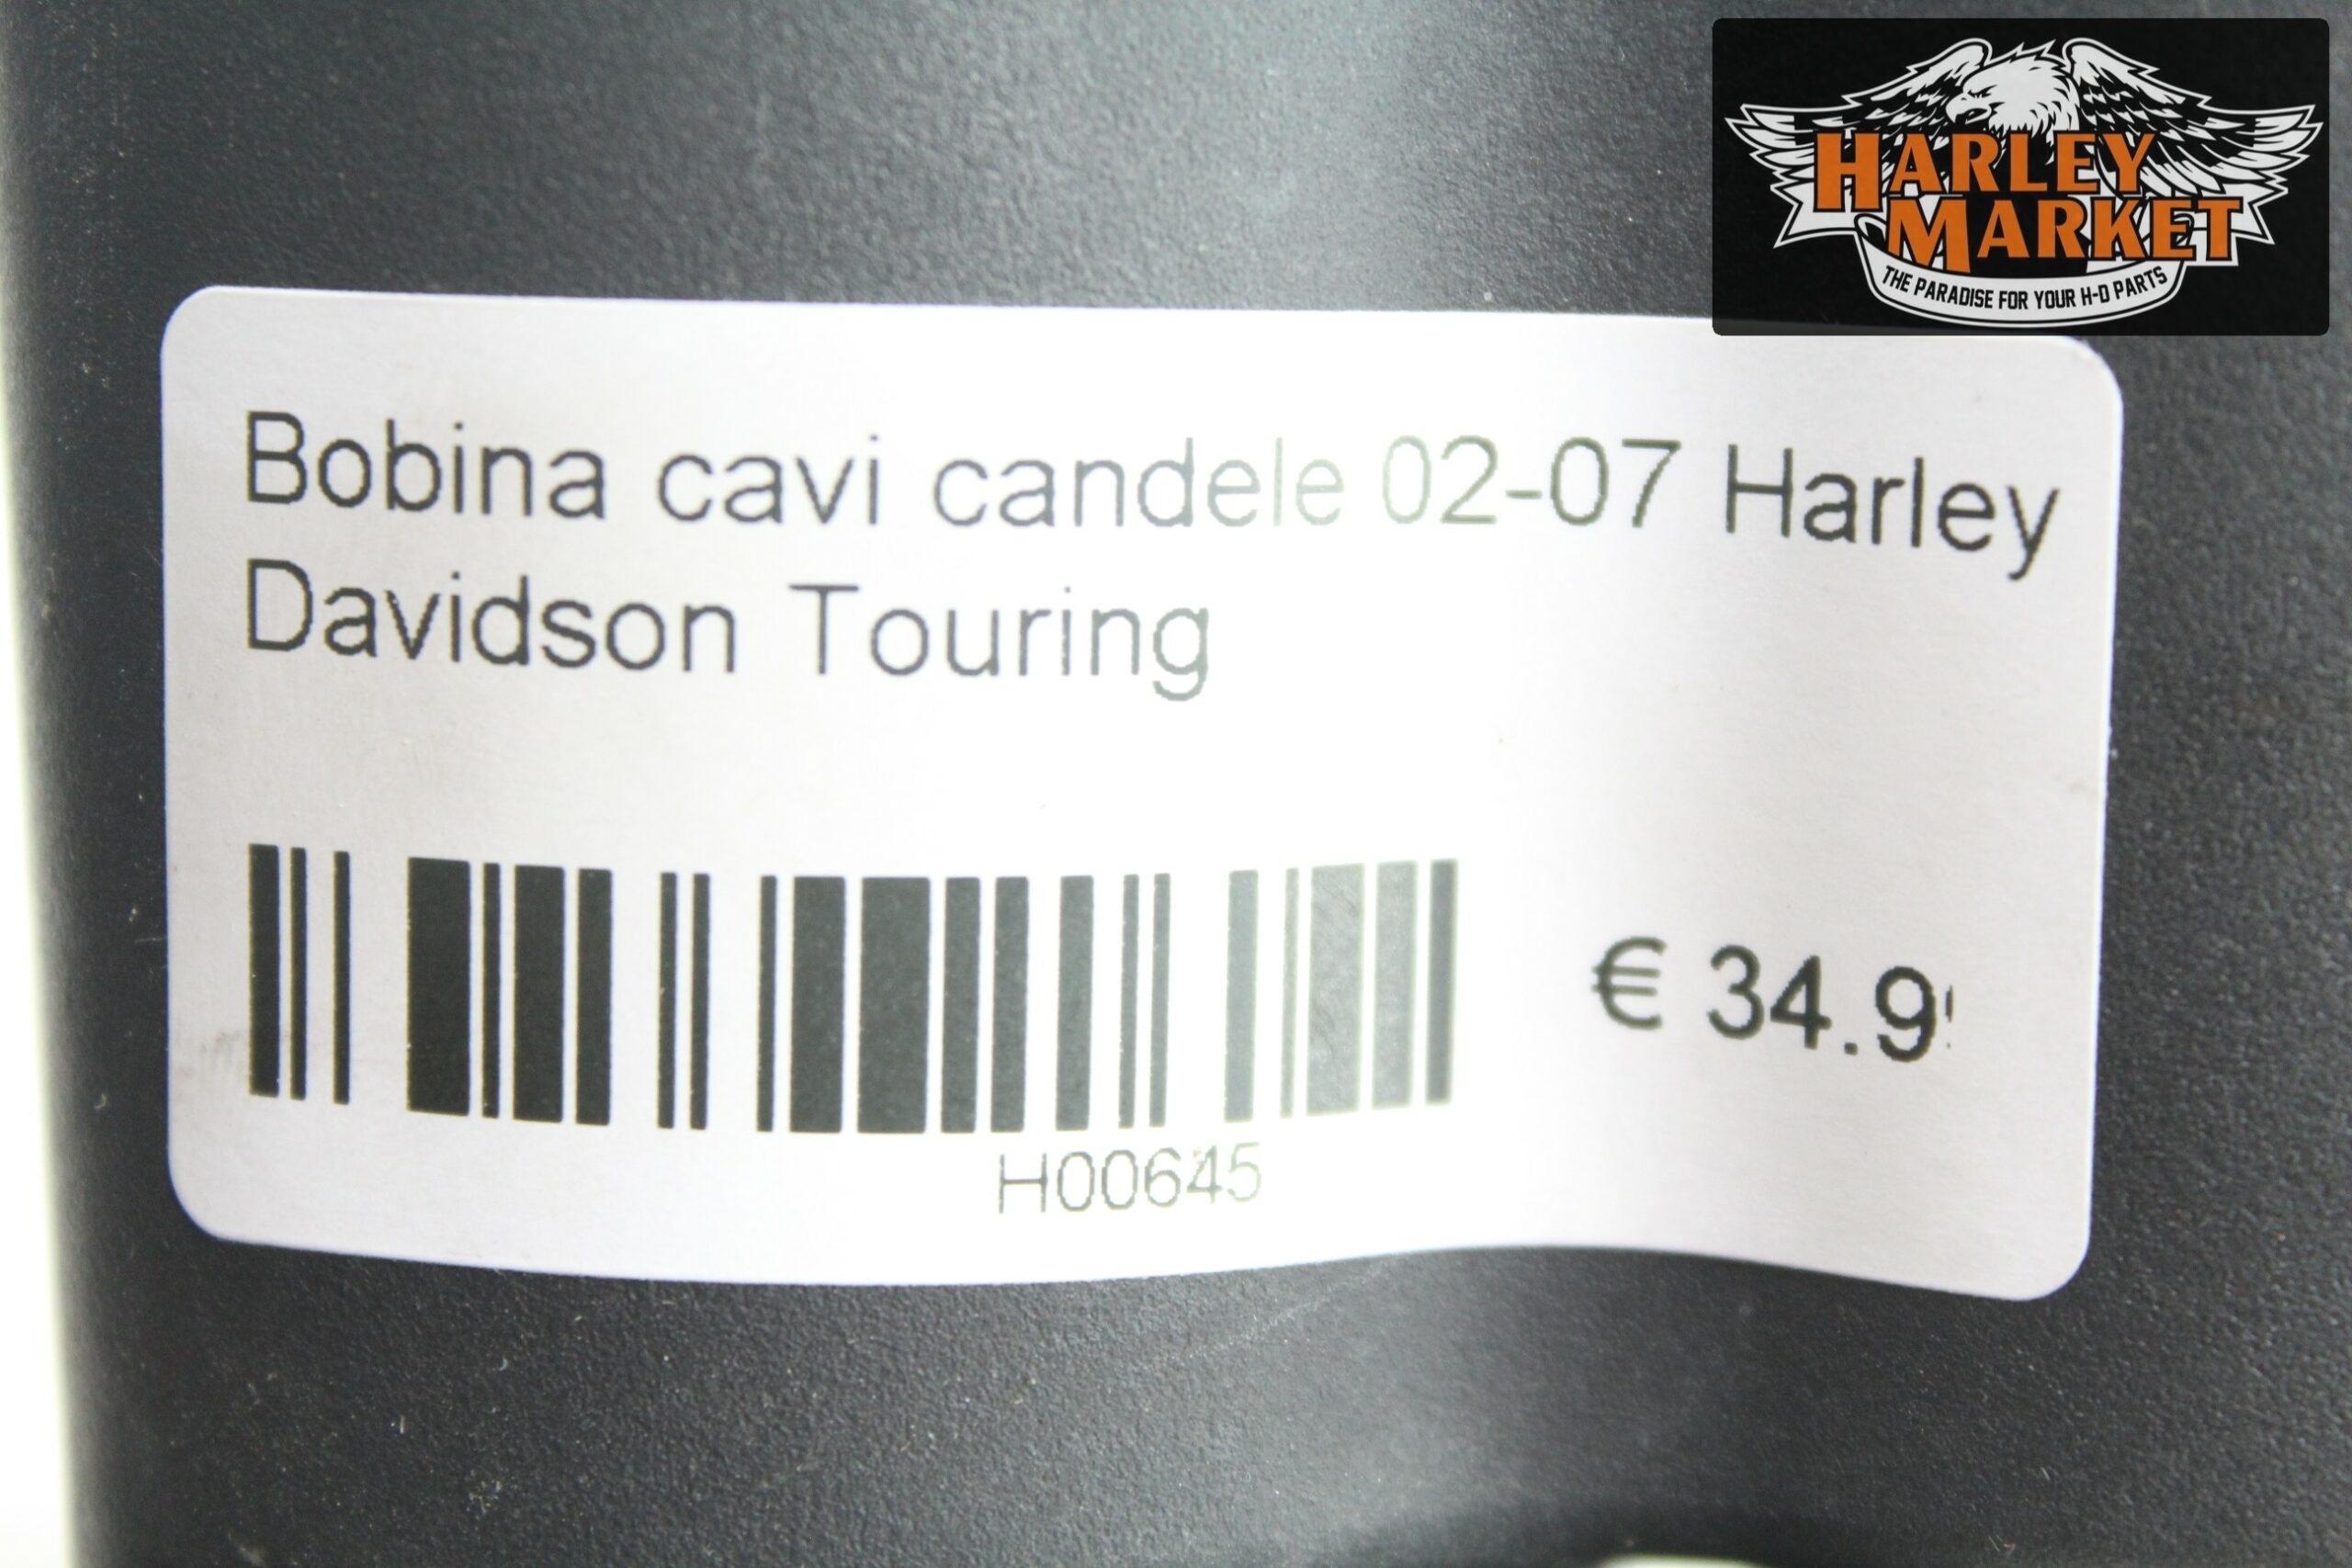 HARLEY
MARKET
THE PARADISE FOR YOUR H-D PARTS
Bobina cavi candele 02-07 Harley
Davidson Touring
€ 34.9
H00645